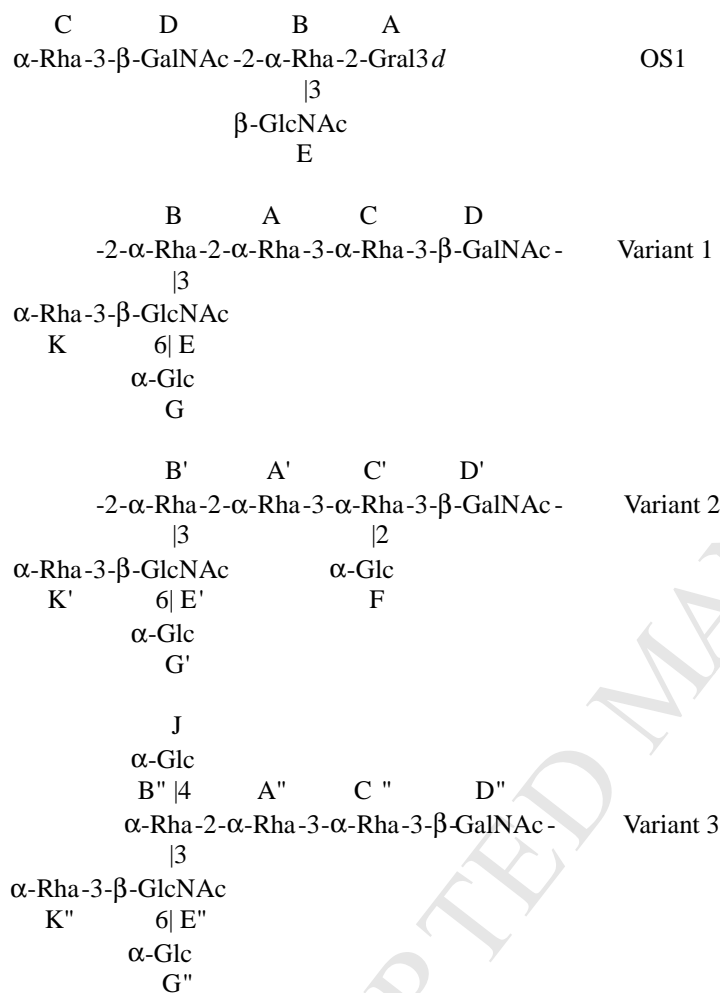 C D B A
α-Rha-3-β-GalNAc-2-α-Rha-2-Gral3d OS1
|3
β-GlcNAc
E
B A C D
-2-α-Rha-2-α-Rha-3-α-Rha-3-β-GalNAc- Variant 1
|3
α-Rha-3-β-GlcNAc
K 6| E
α-Glc
G
B' A' C' D'
-2-α-Rha-2-α-Rha-3-α-Rha-3-β-GalNAc- Variant 2
|3 |2
α-Rha-3-β-GlcNAc α-Glc
K' 6| E' F
α-Glc
G'
J
α-Glc
B" |4 A" C " D"
α-Rha-2-α-Rha-3-α-Rha-3-β-GalNAc- Variant 3
|3
α-Rha-3-β-GlcNAc
K" 6| E"
α-Glc
G"
PTED MA